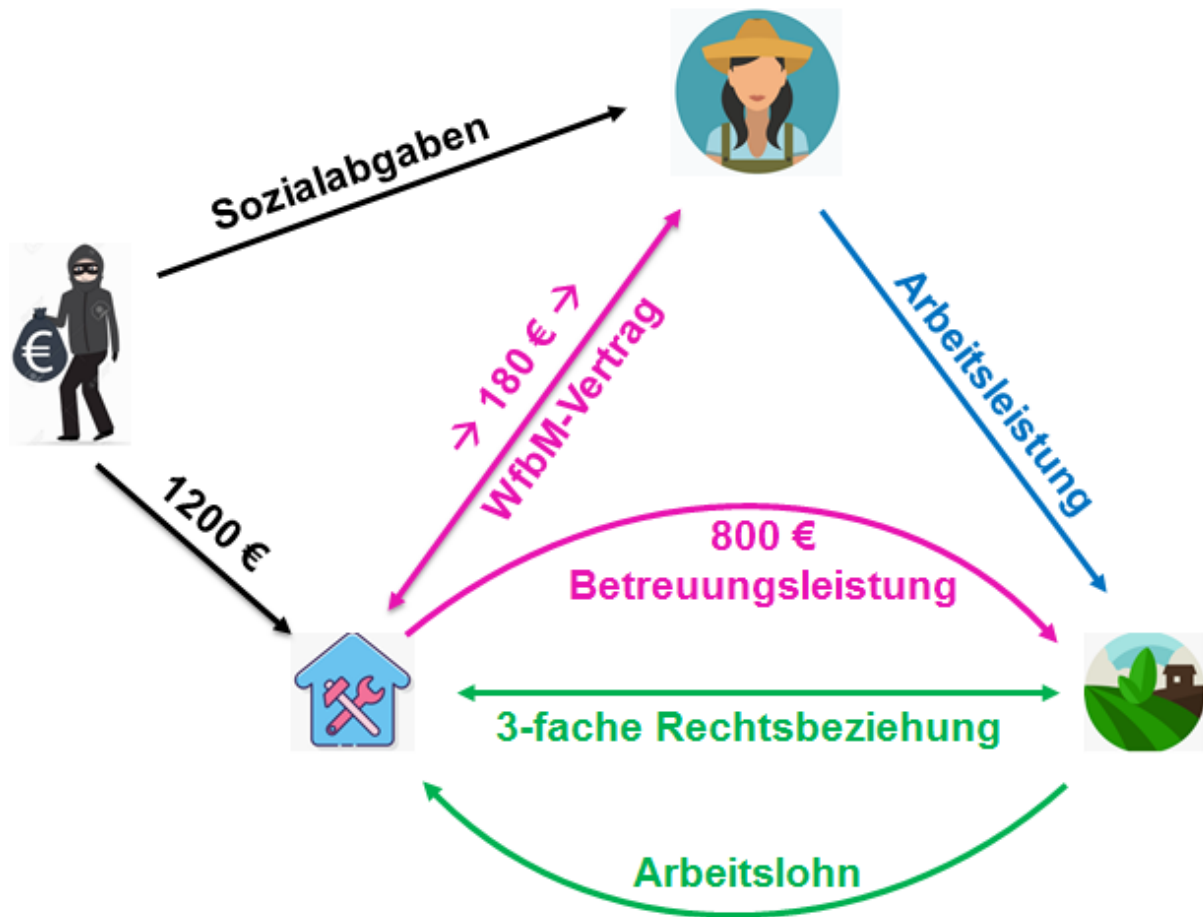 Sozialabgaben
€
→ 180 € →
WfbM-Vertrag
Arbeitsleistung
1200 €
800 €
Betreuungsleistung
3-fache Rechtsbeziehung
Arbeitslohn